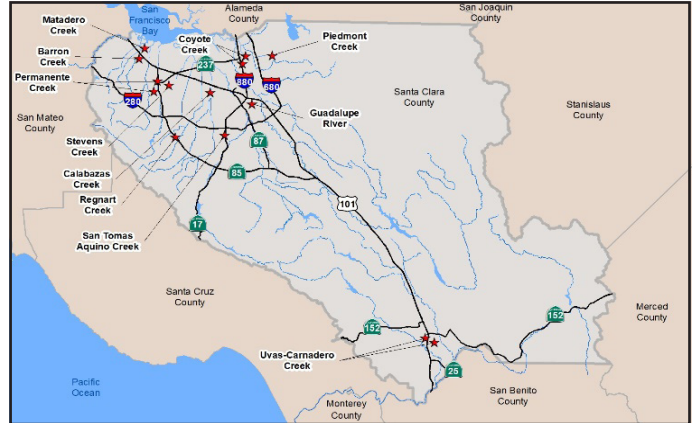 San
Francisco
Bay
Alameda
County
San Joaquin
County
Matadero
Creek
Coyote
Creek
Piedmont
Creek
Barron
Creek
237
880
680
Permanente
Creek
280
Santa Clara
County
Stanislaus
County
San Mateo
County
Guadalupe
River
Stevens
Creek
87
Calabazas
Creek
85
Regnart
Creek
101
17
San Tomas
Aquino Creek
Santa Cruz
County
Merced
County
152
152
Uvas-Carnadero
Creek
25
Pacific
Ocean
San Benito
County
Monterey
County